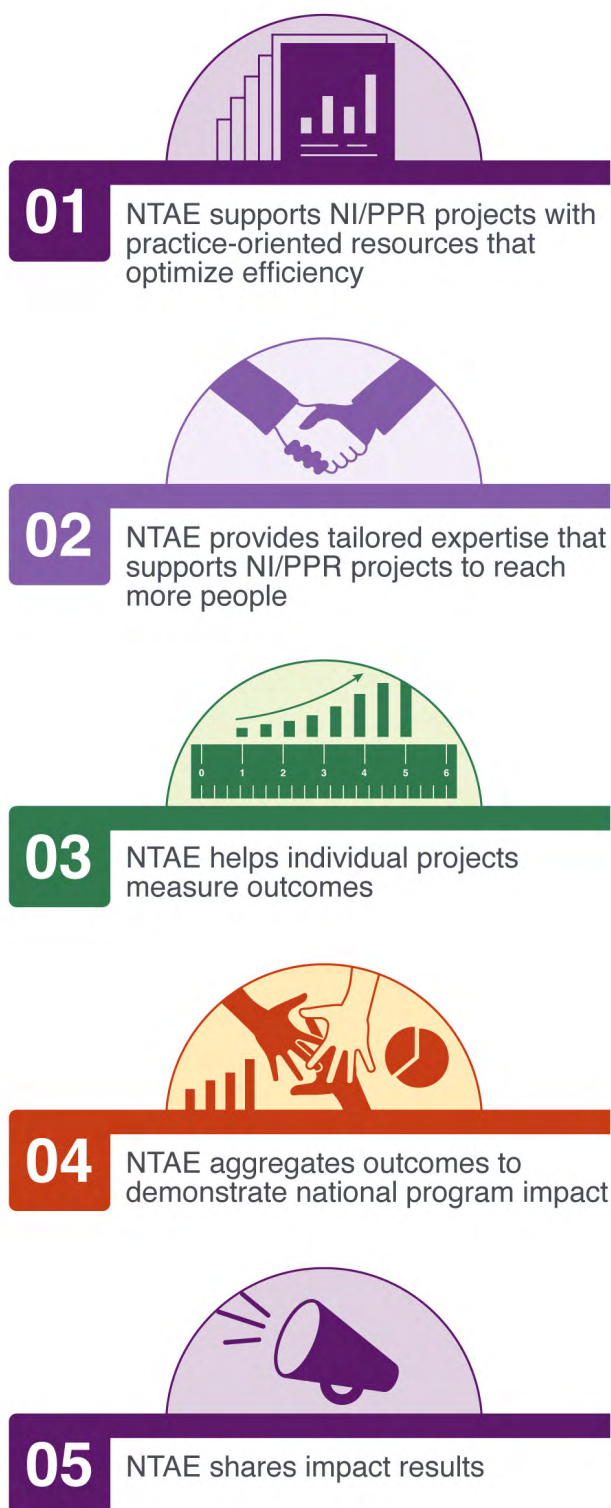 01
NTAE supports NI/PPR projects with
practice-oriented resources that
optimize efficiency
02
NTAE provides tailored expertise that
supports NI/PPR projects to reach
more people
0 1 2 3 4 5 6
03
NTAE helps individual projects
measure outcomes
04
NTAE aggregates outcomes to
demonstrate national program impact
05
NTAE shares impact results